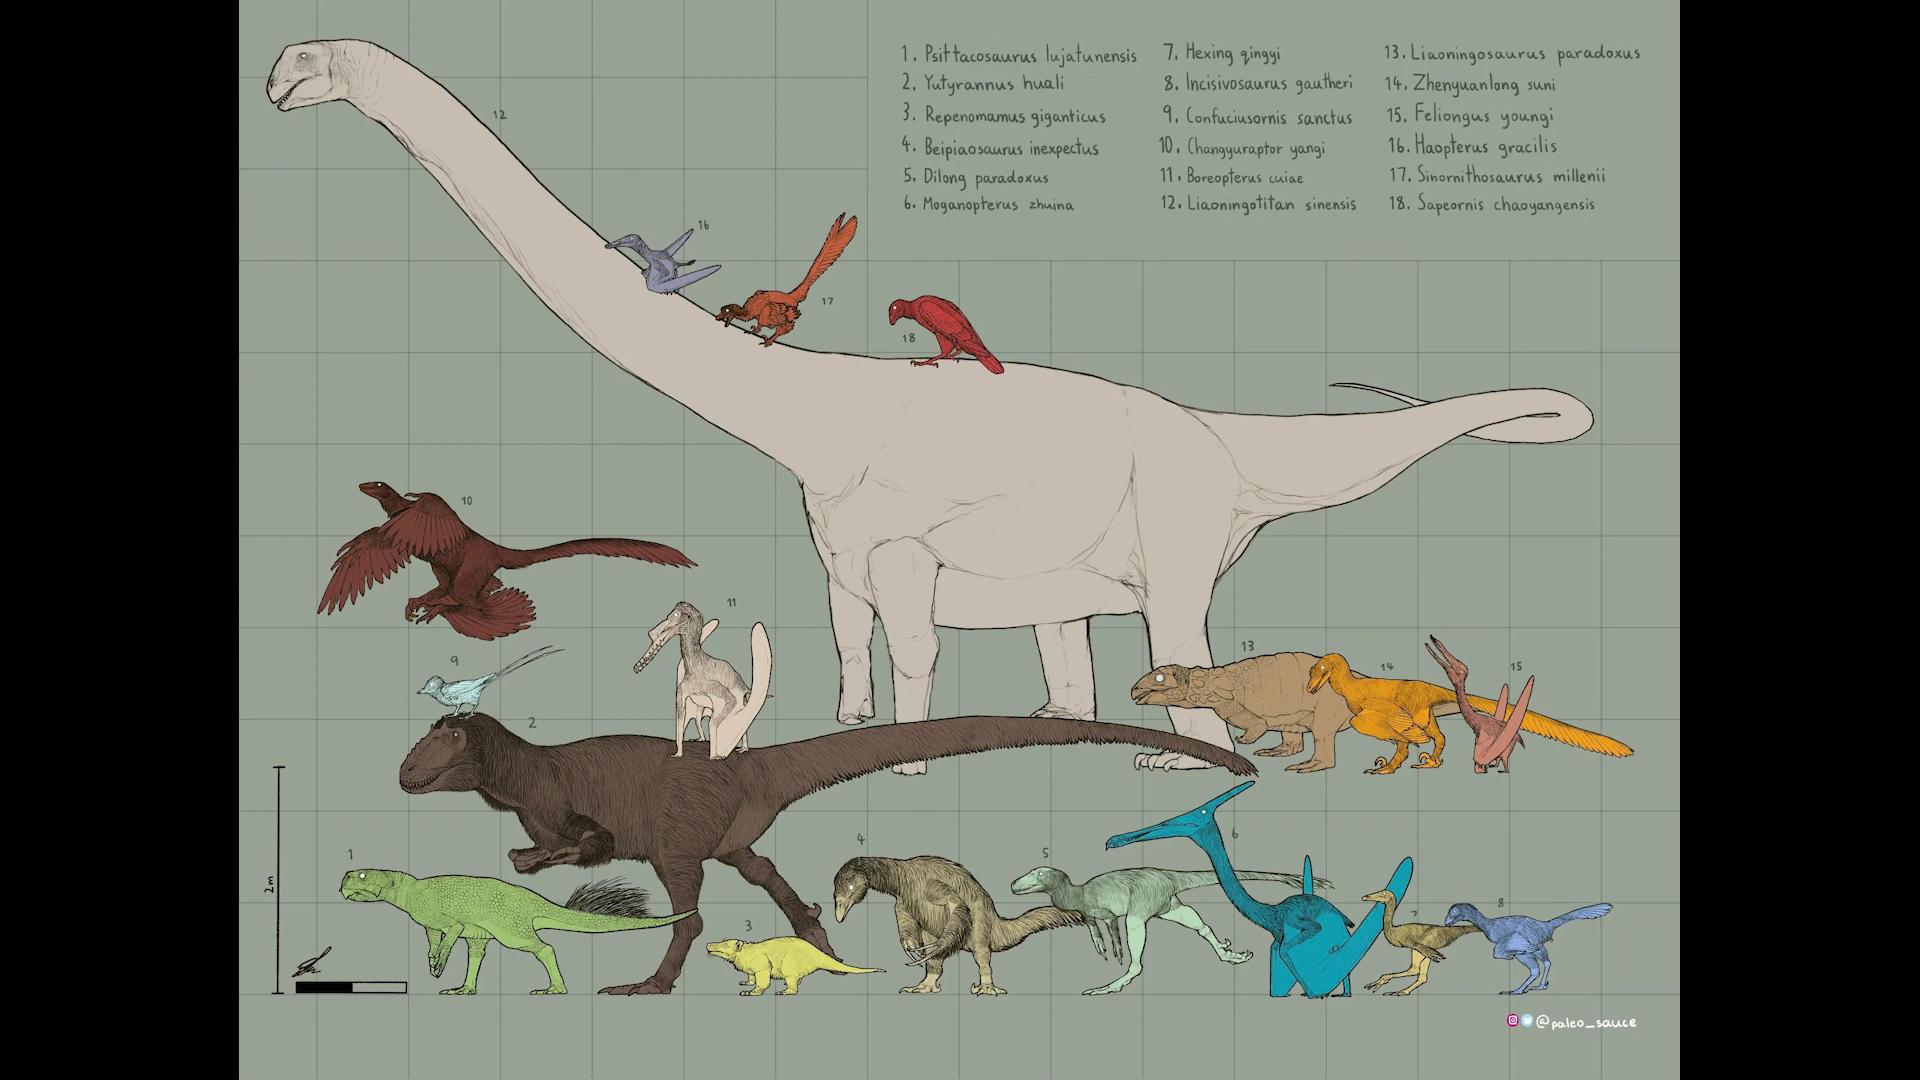 1. Psittacosaurus lujatunensis
2. Yutyrannus huali
3. Repenomamus giganticus
4. Beipiaosaurus inexpectus
5. Dilong paradoxus
6. Moganopterus zhuina
7. Hexing qingyi
8. Incisivosaurus gautheri
9. Confuciusornis sanctus
10. Changyuraptor yangi
11. Boreopterus cuiae
12. Liaoningotitan sinensis
13. Liaoningosaurus paradoxus
14. Zhenyuanlong suni
15. Feliongus youngi
16. Haopterus gracilis
17. Sinornithosaurus millenii
18. Sapeornis chaoyangensis
12
16
17
18
10
11
9
2
13
14
15
2m
1
3
4
5
6
7
8
@paleo_sauce